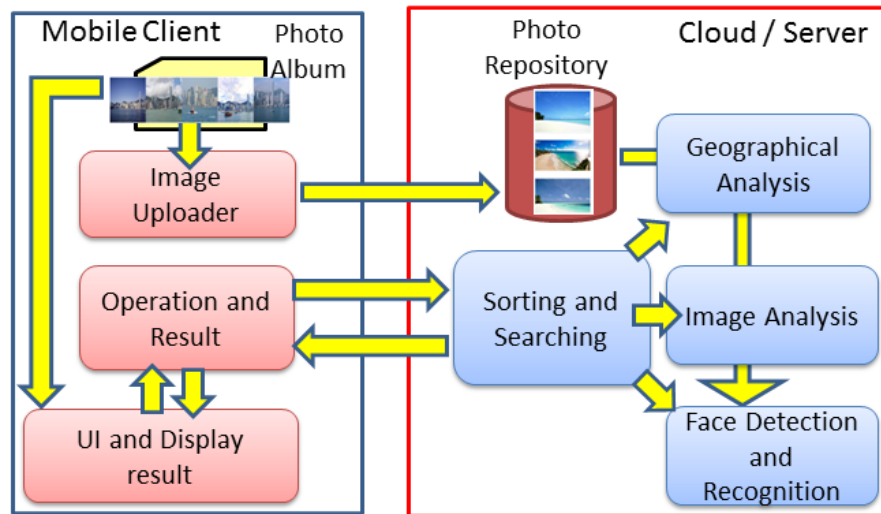 Mobile Client
Photo
Album
Image
Uploader
Operation and
Result
UI and Display
result
Cloud / Server
Photo
Repository
Geographical
Analysis
Sorting and
Searching
Image Analysis
Face Detection
and
Recognition